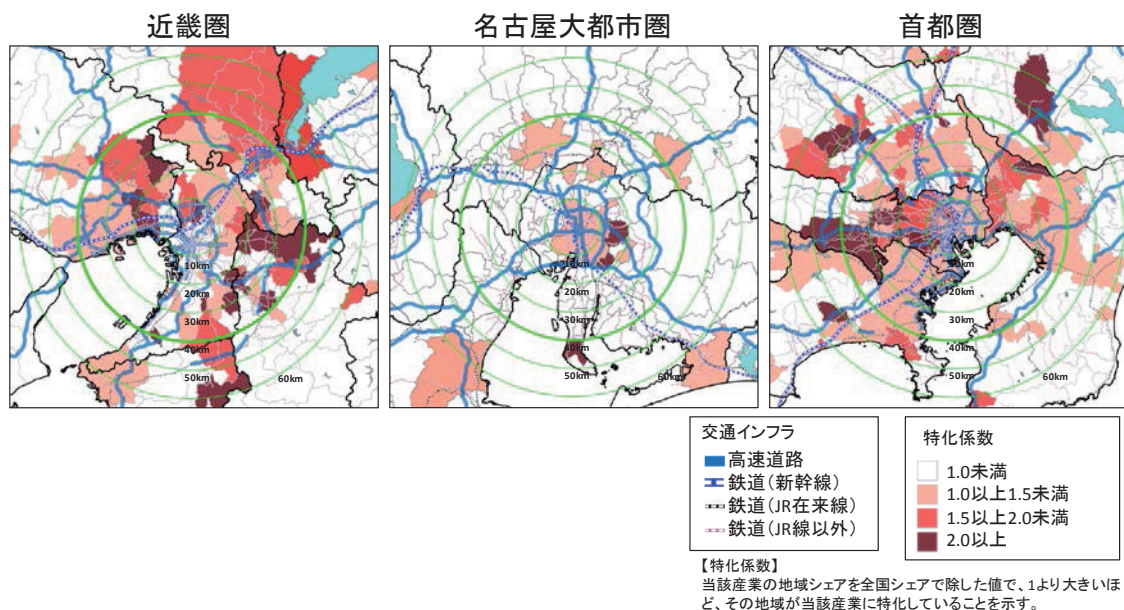 近畿圏
名古屋大都市圏
首都圏
10km
20km
30km
40km
50km
60km
10km
20km
30km
40km
50km
60km
20km
30km
40km
50km
60km
交通インフラ
高速道路
鉄道(新幹線)
鉄道(JR在来線)
鉄道(JR線以外)
特化係数
1.0未満
1.0以上1.5未満
1.5以上2.0未満
2.0以上
【特化係数】
当該産業の地域シェアを全国シェアで除した値で、1より大きいほ
ど、その地域が当該産業に特化していることを示す。